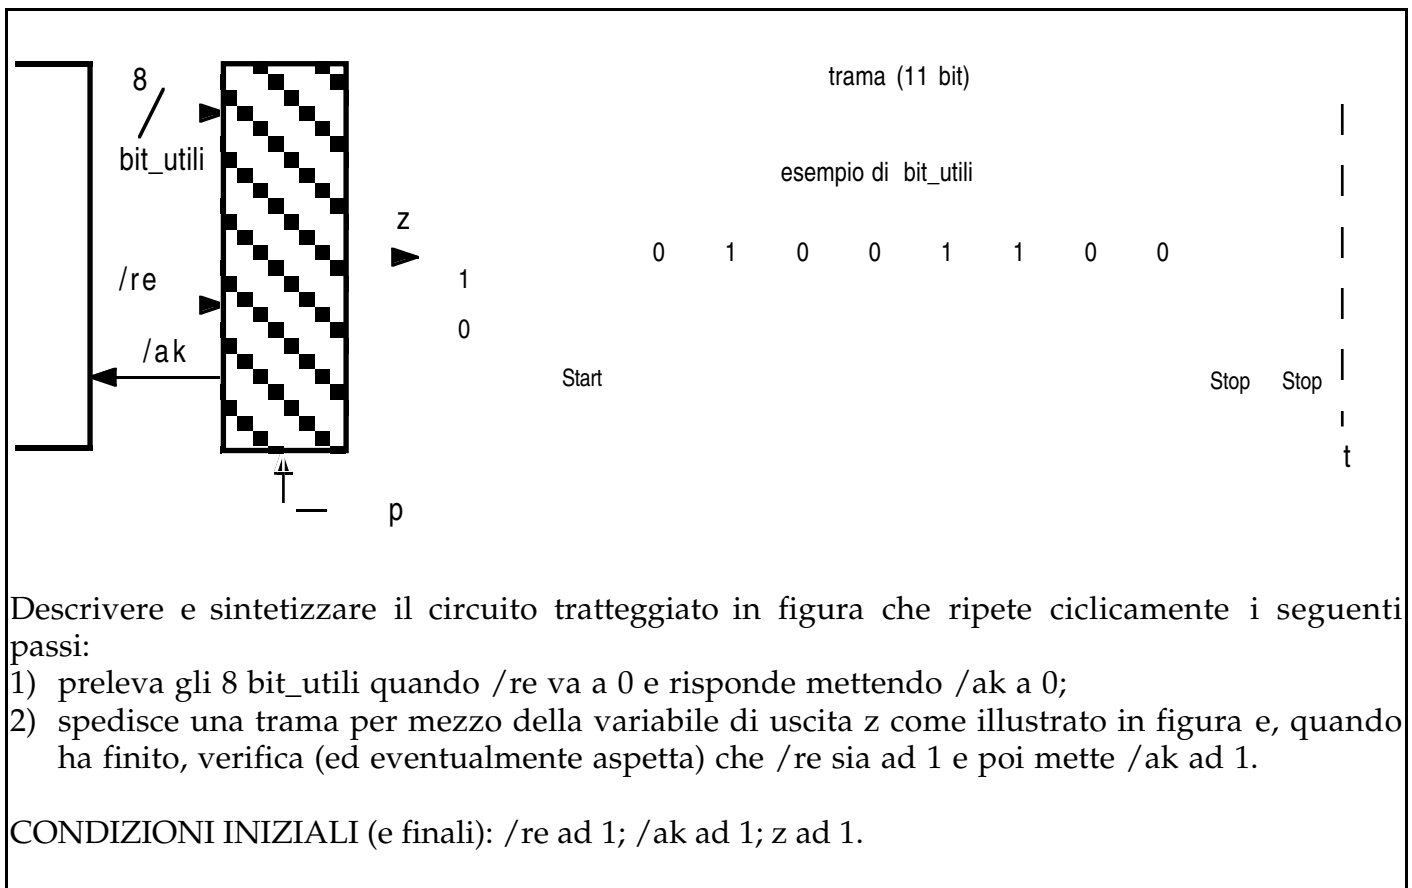 8
bit_utili
/re
/ak
p
z
1
0
trama (11 bit)
esempio di bit_utili
0 1 0 0 1 1 0 0
Start
Stop Stop
t
Descrivere e sintetizzare il circuito tratteggiato in figura che ripete ciclicamente i seguenti
passi:
1) preleva gli 8 bit_utili quando /re va a 0 e risponde mettendo /ak a 0;
2) spedisce una trama per mezzo della variabile di uscita z come illustrato in figura e, quando
ha finito, verifica (ed eventualmente aspetta) che /re sia ad 1 e poi mette /ak ad 1.
CONDIZIONI INIZIALI (e finali): /re ad 1; /ak ad 1; z ad 1.